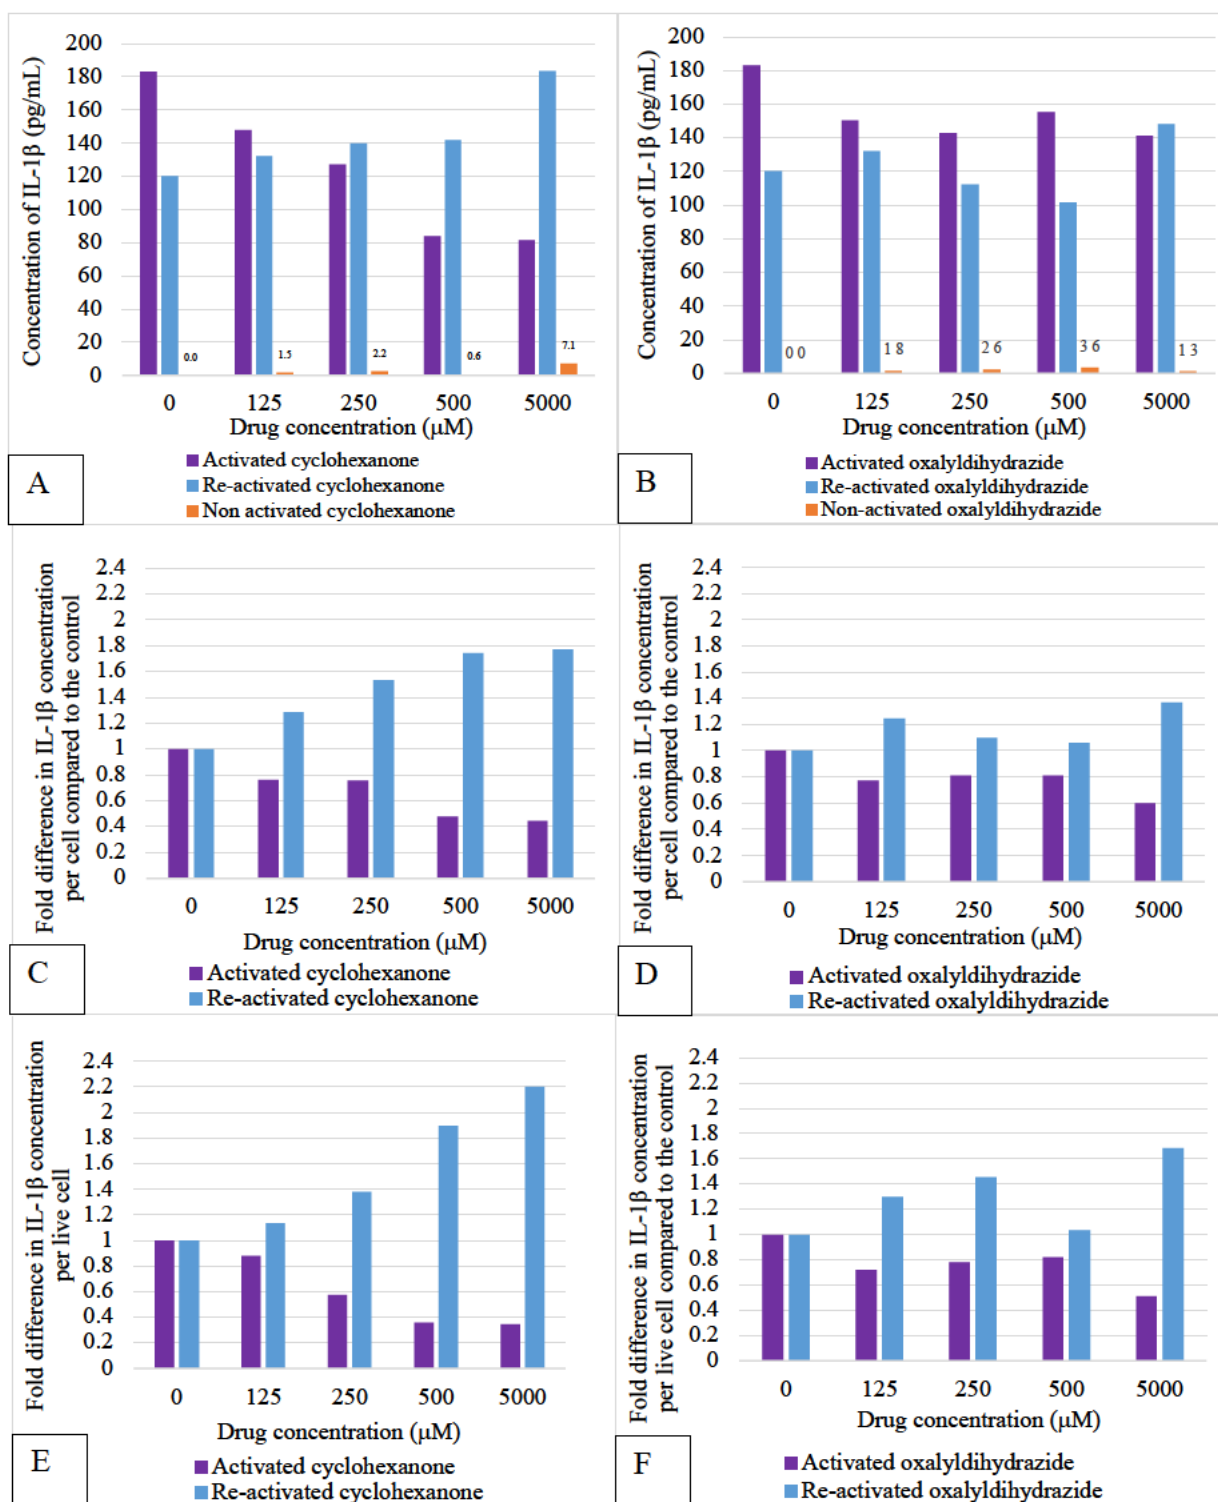 Concentration of IL-1β (pg/mL)
200
180
160
140
120
100
80
60
40
20
0
0.0
1.5
2.2
0.6
7.1
0 125 250 500 5000
Drug concentration (μM)
Activated cyclohexanone
Re-activated cyclohexanone
Non activated cyclohexanone
A
Concentration of IL-1β (pg/mL)
200
180
160
140
120
100
80
60
40
20
0
0 0
1 8
2 6
3 6
1 3
0 125 250 500 5000
Drug concentration (μM)
Activated oxalyldihydrazide
Re-activated oxalyldihydrazide
Non-activated oxalyldihydrazide
B
Fold difference in IL-1β concentration
per cell compared to the control
2.4
2.2
2
1.8
1.6
1.4
1.2
1
0.8
0.6
0.4
0.2
0
0 125 250 500 5000
Drug concentration (μM)
Activated cyclohexanone
Re-activated cyclohexanone
C
Fold difference in IL-1β concentration
per cell compared to the control
2.4
2.2
2
1.8
1.6
1.4
1.2
1
0.8
0.6
0.4
0.2
0
0 125 250 500 5000
Drug concentration (μM)
Activated oxalyldihydrazide
Re-activated oxalyldihydrazide
D
Fold difference in IL-1β concentration
per live cell
2.4
2.2
2
1.8
1.6
1.4
1.2
1
0.8
0.6
0.4
0.2
0
0 125 250 500 5000
Drug concentration (μM)
Activated cyclohexanone
Re-activated cyclohexanone
E
Fold difference in IL-1β concentration
per live cell compared to the control
2.4
2.2
2
1.8
1.6
1.4
1.2
1
0.8
0.6
0.4
0.2
0
0 125 250 500 5000
Drug concentration (μM)
Activated oxalyldihydrazide
Re-activated oxalyldihydrazide
F